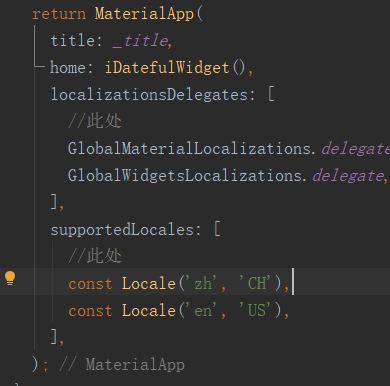 return MaterialApp(
title: _title,
home: iDatefulWidget(),
localizationsDelegates: [
//此处
GlobalMaterialLocalizations.delegate
GlobalWidgetsLocalizations.delegate,
],
supportedLocales: [
//此处
const Locale('zh', 'CH'),
const Locale('en', 'US'),
],
); // MaterialApp